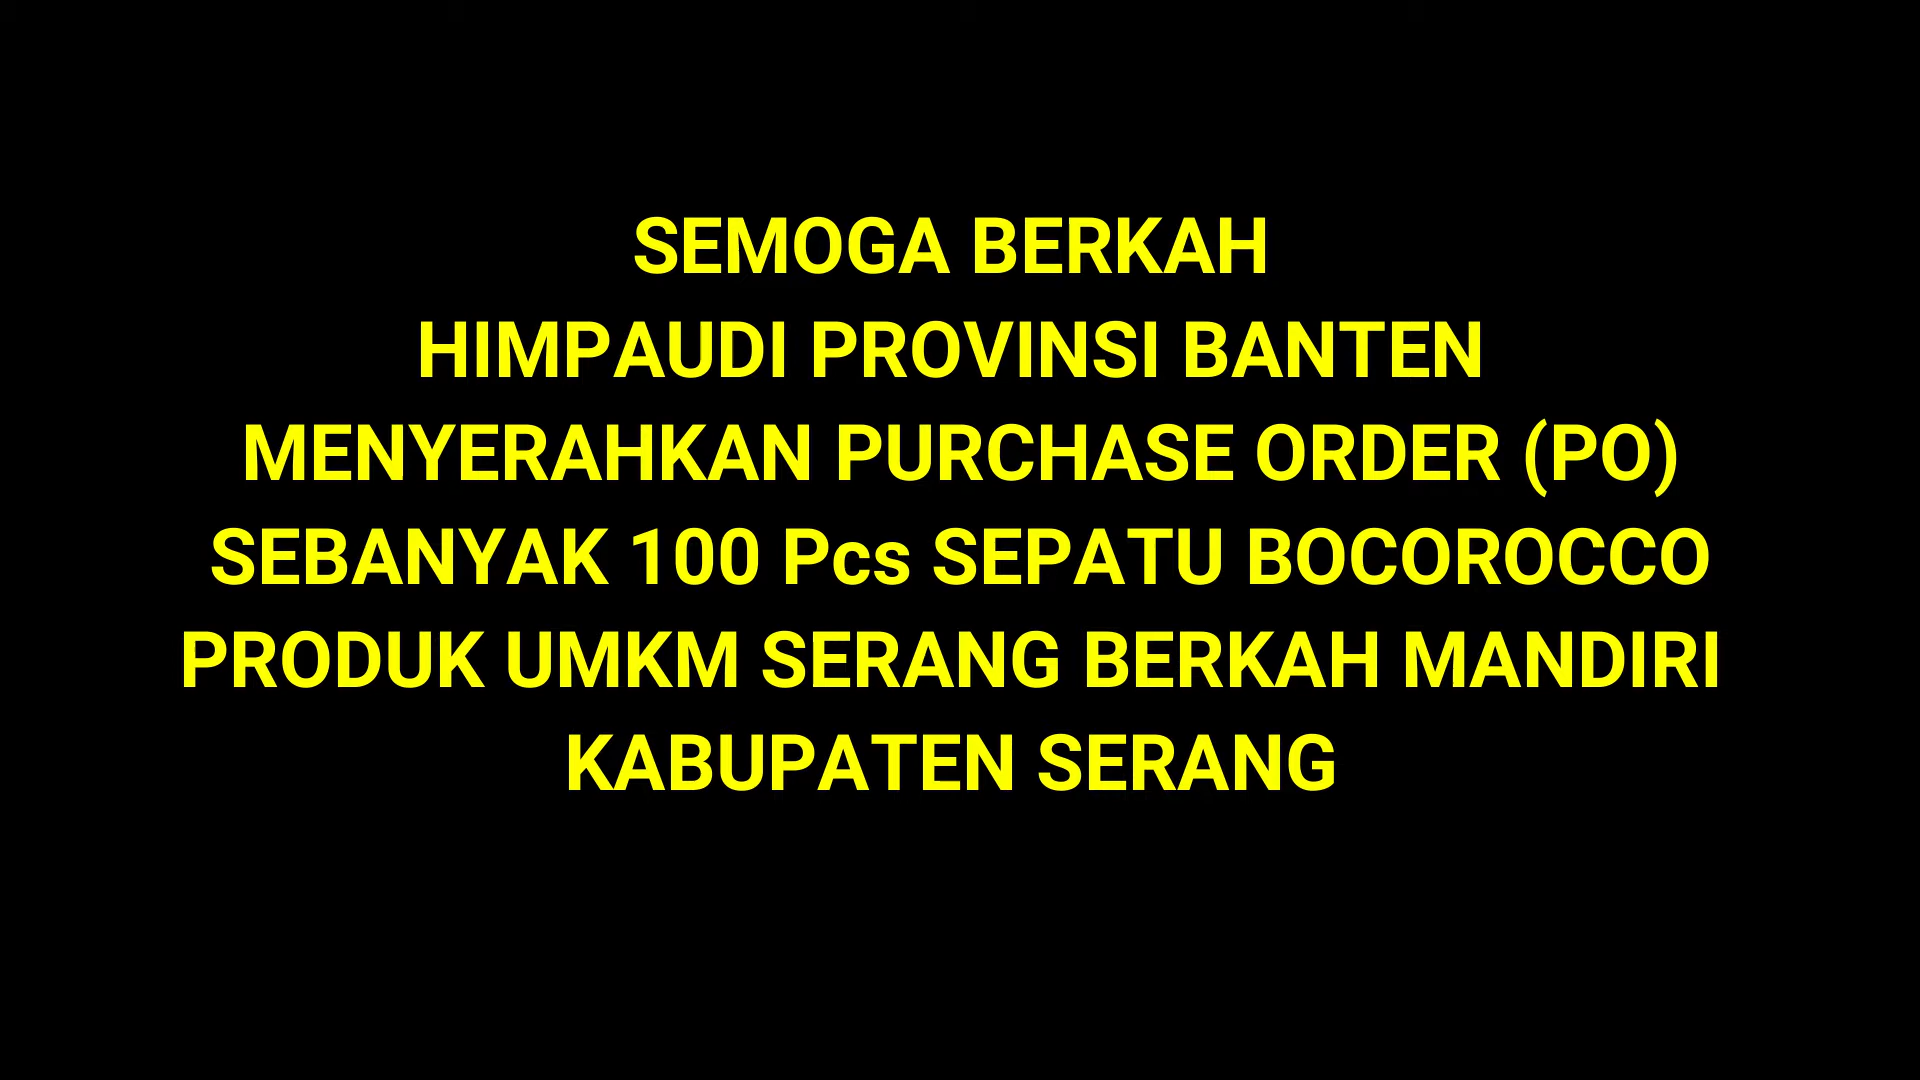 SEMOGA BERKAH
HIMPAUDI PROVINSI BANTEN
MENYERAHKAN PURCHASE ORDER (PO)
SEBANYAK 100 Pcs SEPATU BOCOROCCO
PRODUK UMKM SERANG BERKAH MANDIRI
KABUPATEN SERANG